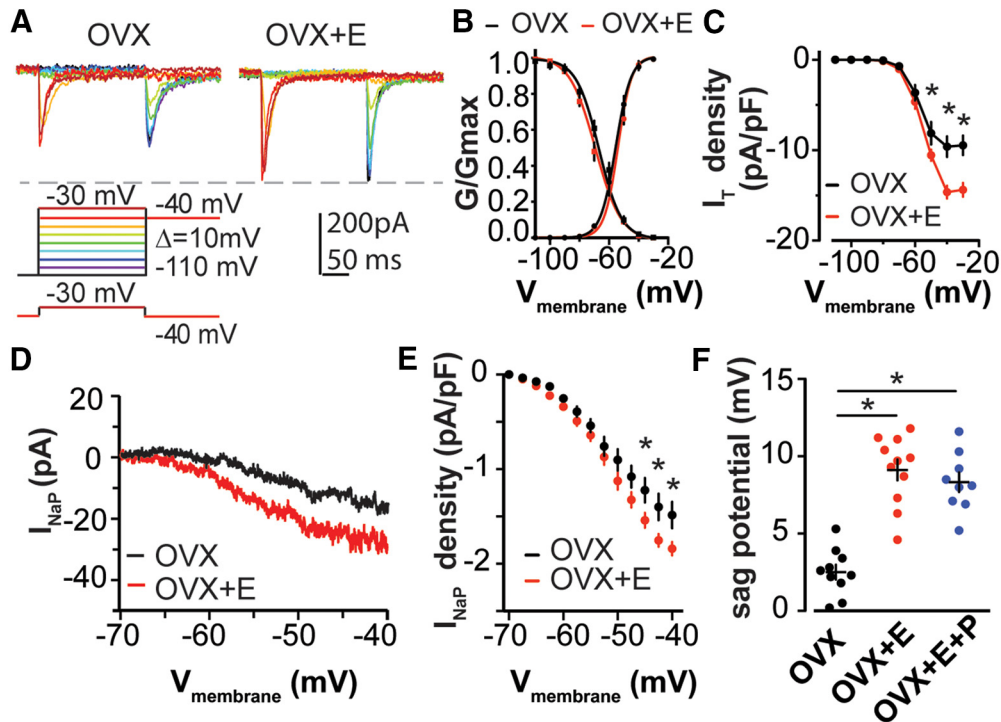 A
OVX
OVX+E
-30 mV
-40 mV
Δ=10mV
-110 mV
200pA
50 ms
-30 mV
-40 mV
B
— OVX — OVX+E
G/Gmax
1.0
0.8
0.6
0.4
0.2
0.0
-100
-60
-20
Vmembrane (mV)
C
IT density
(pA/pF)
0
-10
-20
*
*
*
OVX
OVX+E
-100
-60
-20
Vmembrane (mV)
D
INaP (pA)
20
0
-20
-40
OVX
OVX+E
-70
-60
-50
-40
Vmembrane (mV)
E
INaP density (pA/pF)
0
-1
-2
*
*
*
OVX
OVX+E
-70
-60
-50
-40
Vmembrane (mV)
F
sag potential (mV)
15
10
5
0
*
*
OVX
OVX+E
OVX+E+P